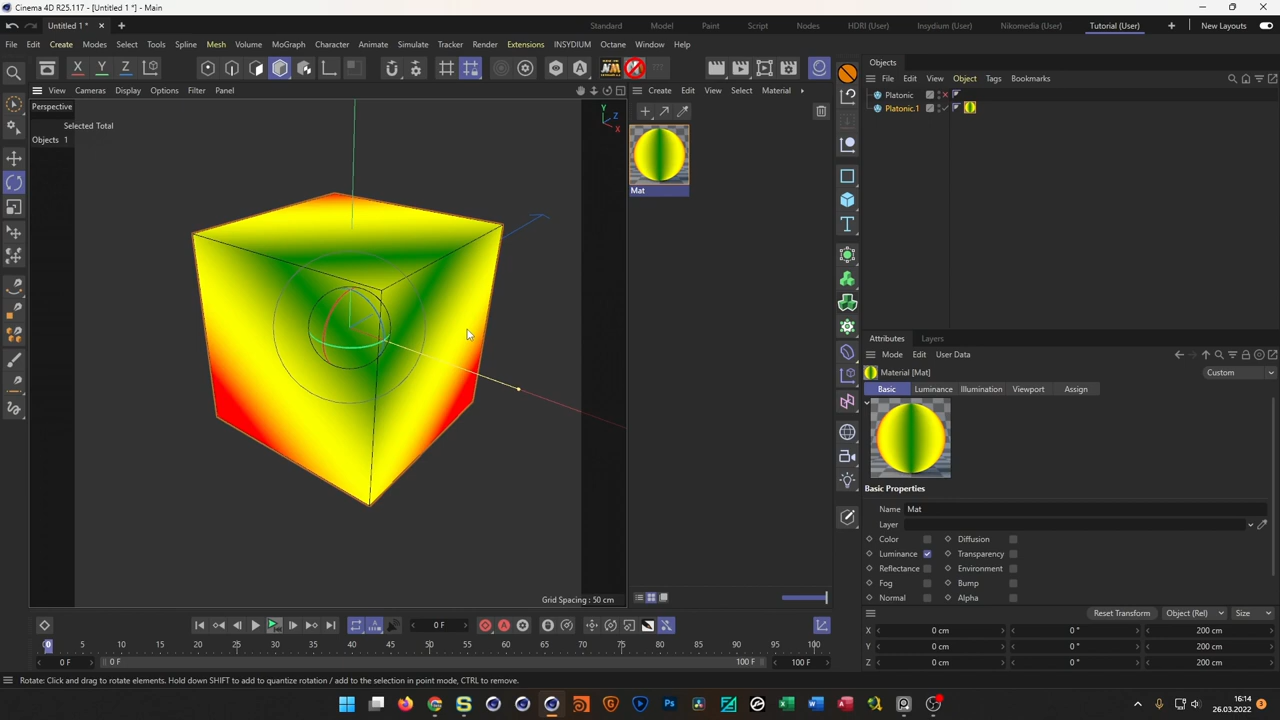 Cinema 4D R25.117 - [Untitled 1 *] - Main
Untitled 1 *
Standard Model Paint Script Nodes HDRI (User) Insydium (User) Nikomedia (User) Tutorial (User) New Layouts
File Edit Create Modes Select Tools Spline Mesh Volume MoGraph Character Animate Simulate Tracker Render Extensions INSYDIUM Octane Window Help
Objects
X Y Z
NM
File Edit View Object Tags Bookmarks
View Cameras Display Options Filter Panel
Create Edit View Select Material
Perspective
Selected Total
Objects 1
Platonic
Platonic.1
Y
Z
X
Mat
Attributes Layers
Mode Edit User Data
Material [Mat]
Custom
Basic Luminance Illumination Viewport Assign
Basic Properties
Name Mat
Layer
Color Diffusion
Luminance Transparency
Reflectance Environment
Fog Bump
Normal Alpha
Grid Spacing : 50 cm
Reset Transform Object (Rel) Size
0 F
X 0 cm 0 ° 200 cm
Y 0 cm 0 ° 200 cm
Z 0 cm 0 ° 200 cm
0 5 10 15 20 25 30 35 40 45 50 55 60 65 70 75 80 85 90 95 100
0 F 0 F 100 F 100 F
Rotate: Click and drag to rotate elements. Hold down SHIFT to add to quantize rotation / add to the selection in point mode, CTRL to remove.
16:14
26.03.2022